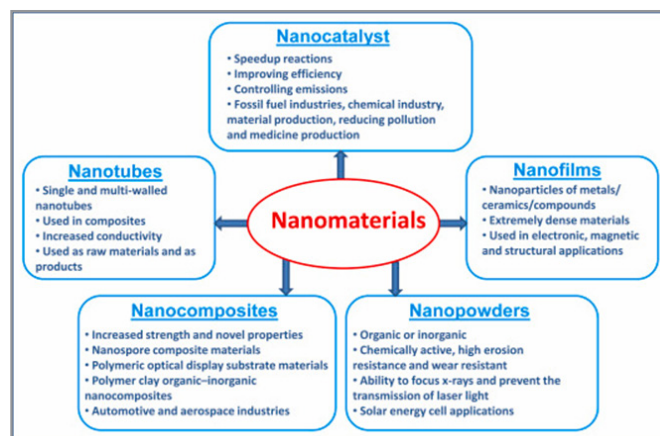 Nanocatalyst
• Speedup reactions
• Improving efficiency
• Controlling emissions
• Fossil fuel industries, chemical industry,
material production, reducing pollution
and medicine production
Nanotubes
• Single and multi-walled
nanotubes
• Used in composites
• Increased conductivity
• Used as raw materials and as
products
Nanomaterials
Nanofilms
• Nanoparticles of metals/
ceramics/compounds
• Extremely dense materials
• Used in electronic, magnetic
and structural applications
Nanocomposites
• Increased strength and novel properties
• Nanospore composite materials
• Polymeric optical display substrate materials
• Polymer clay organic–inorganic
nanocomposites
• Automotive and aerospace industries
Nanopowders
• Organic or inorganic
• Chemically active, high erosion
resistance and wear resistant
• Ability to focus x-rays and prevent the
transmission of laser light
• Solar energy cell applications